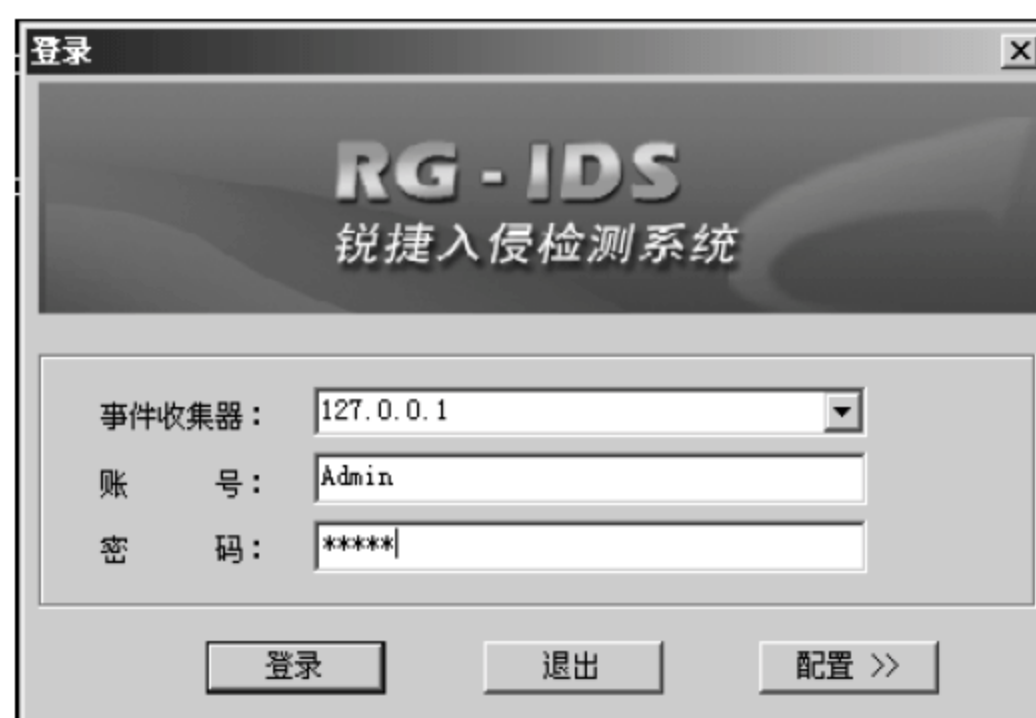 登录
RG - IDS
锐捷入侵检测系统
事件收集器： 127.0.0.1
账 号： Admin
密 码： *****
登录 退出 配置 >>